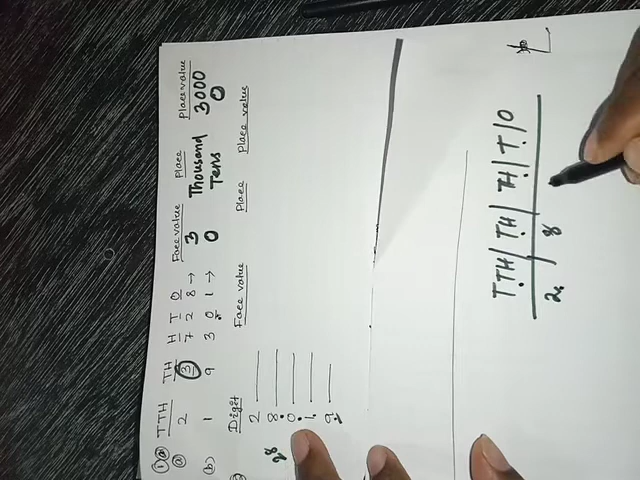 1 a TTH TH H T O Face value Place Place value
a 2 3 7 2 8 → 3 Thousand 3000
(b) 1 9 3 0 1 → 0 Tens 0
Digit Face value Place Place value
2
8
0
1
9
28
TTH / TH / TH / T / O
2 8